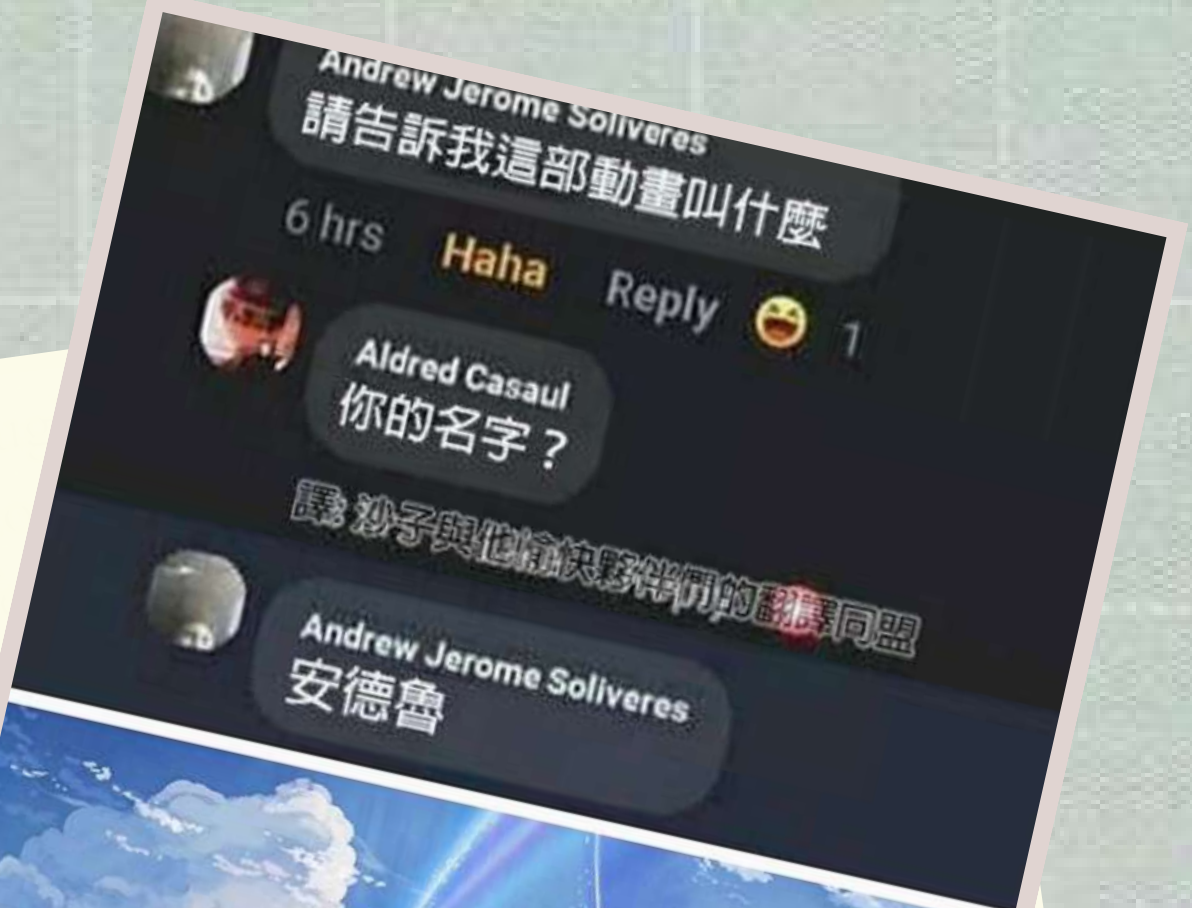 Andrew Jerome Soliveres
請告訴我這部動畫叫什麼
6 hrs Haha Reply 1
Aldred Casaul
你的名字？
譯: 沙子與他愉快夥伴們的翻譯同盟
Andrew Jerome Soliveres
安德魯